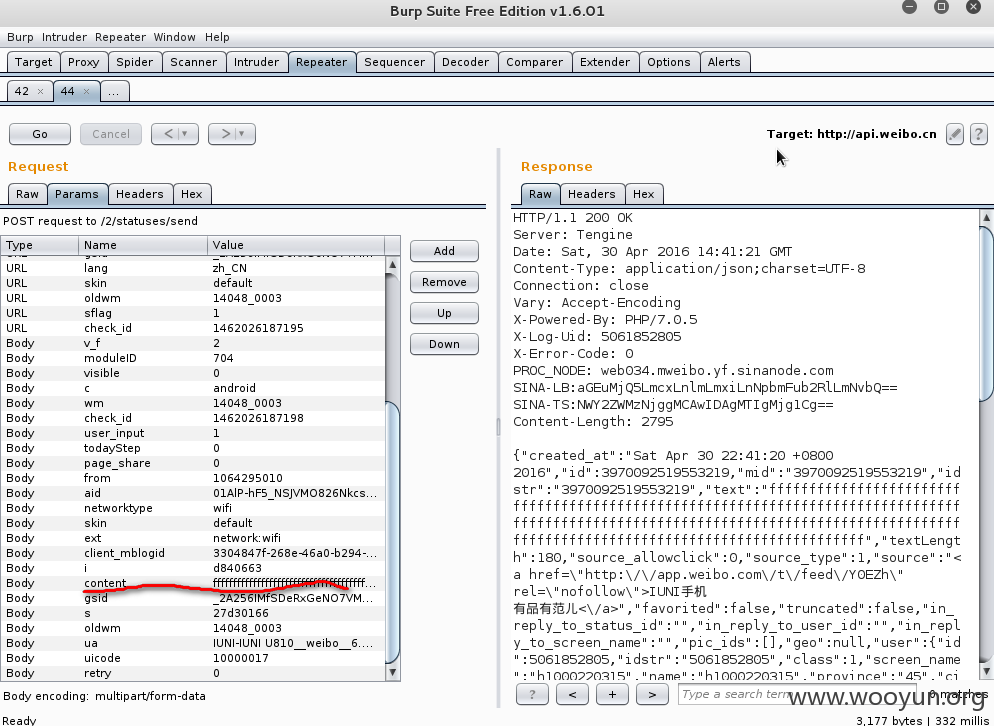 Burp Suite Free Edition v1.6.01
Burp Intruder Repeater Window Help
Target Proxy Spider Scanner Intruder Repeater Sequencer Decoder Comparer Extender Options Alerts
42 × 44 × ...
Go Cancel < > Target: http://api.weibo.cn ?
Request
Raw Params Headers Hex
POST request to /2/statuses/send
Type Name Value
URL lang zh_CN
URL skin default
URL oldwm 14048_0003
URL sflag 1
URL check_id 1462026187195
Body v_f 2
Body moduleID 704
Body visible 0
Body c android
Body wm 14048_0003
Body check_id 1462026187198
Body user_input 1
Body todayStep 0
Body page_share 0
Body from 1064295010
Body aid 01AlP-hF5_NSJVMO826Nkcs...
Body networktype wifi
Body skin default
Body ext network:wifi
Body client_mblogid 3304847f-268e-46a0-b294-...
Body i d840663
Body content
Body gsid _2A256IMfSDeRxGeNO7VM...
Body s 27d30166
Body oldwm 14048_0003
Body ua IUNI-IUNI U810__weibo__6....
Body uicode 10000017
Body retry 0
Body encoding: multipart/form-data
Ready
Add
Remove
Up
Down
Response
Raw Headers Hex
HTTP/1.1 200 OK
Server: Tengine
Date: Sat, 30 Apr 2016 14:41:21 GMT
Content-Type: application/json;charset=UTF-8
Connection: close
Vary: Accept-Encoding
X-Powered-By: PHP/7.0.5
X-Log-Uid: 5061852805
X-Error-Code: 0
PROC_NODE: web034.mweibo.yf.sinanode.com
SINA-LB:aGEuMjQ5LmcxLnlmLmxiLnNpbmFub2RlLmNvbQ==
SINA-TS:NWY2ZWMzNjggMCAwIDAgMTIgMjg1Cg==
Content-Length: 2795
{"created_at":"Sat Apr 30 22:41:20 +0800
2016","id":3970092519553219,"mid":"3970092519553219","id
str":"3970092519553219","text":"
","textLengt
h":180,"source_allowclick":0,"source_type":1,"source":"<
a href=\"http:\/\/app.weibo.com\/t\/feed\/Y0EZh\"
rel=\"nofollow\">IUNI手机
有品有范儿<\/a>","favorited":false,"truncated":false,"in_
reply_to_status_id":"","in_reply_to_user_id":"","in_repl
y_to_screen_name":"","pic_ids":[],"geo":null,"user":{"id
":5061852805,"idstr":"5061852805","class":1,"screen_name
":"h1000220315","name":"h1000220315","province":"45","ci
? < + > Type a search term 0 matches
www.wooyun.org
3,177 bytes | 332 millis